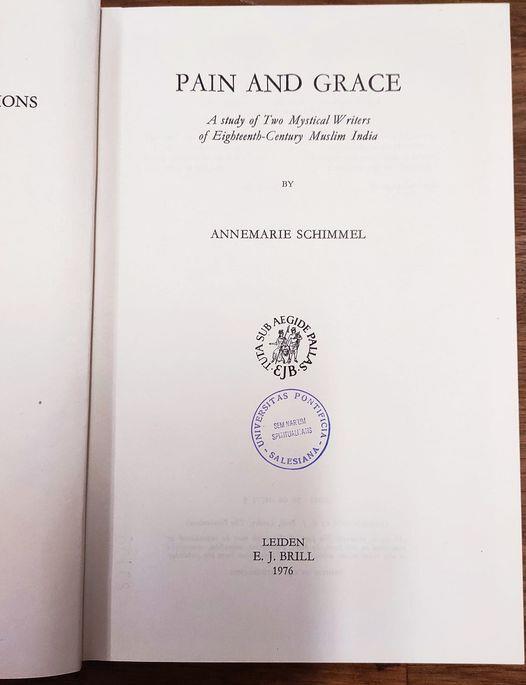 IONS
PAIN AND GRACE
A study of Two Mystical Writers
of Eighteenth-Century Muslim India
BY
ANNEMARIE SCHIMMEL
TUTA SUB AEGIDE PALLAS
EJB
UNIVERSITAS PONTIFICIA
SALESIANA
LEIDEN
E. J. BRILL
1976